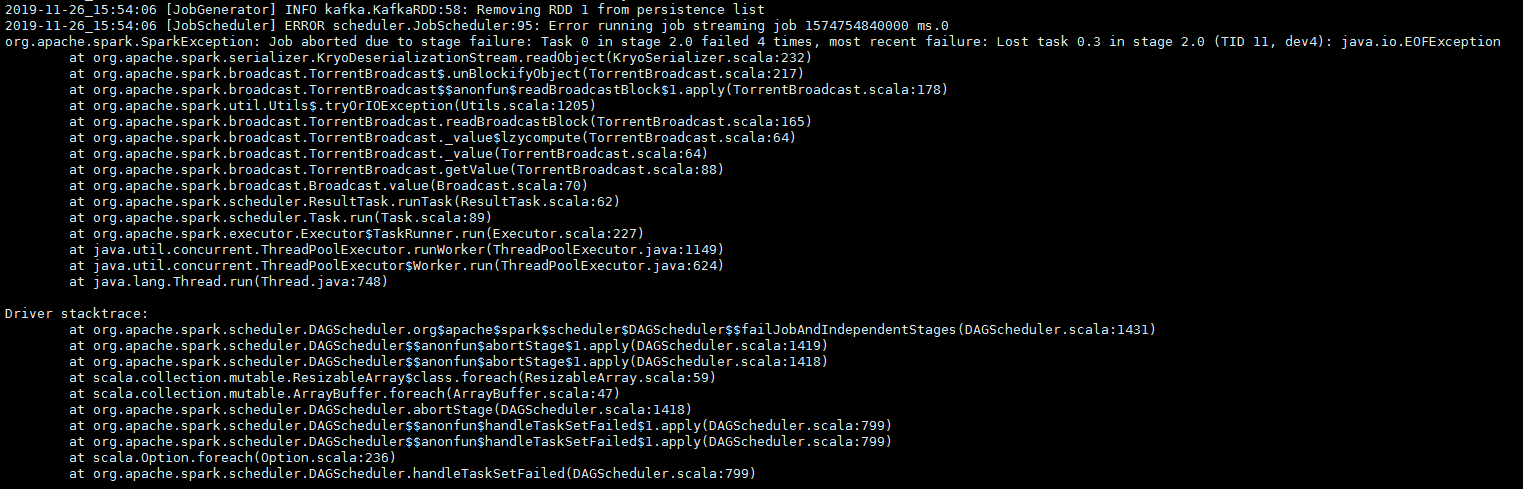 2019-11-26_15:54:06 [JobGenerator] INFO kafka.KafkaRDD:58: Removing RDD 1 from persistence list
2019-11-26_15:54:06 [JobScheduler] ERROR scheduler.JobScheduler:95: Error running job streaming job 1574754840000 ms.0
org.apache.spark.SparkException: Job aborted due to stage failure: Task 0 in stage 2.0 failed 4 times, most recent failure: Lost task 0.3 in stage 2.0 (TID 11, dev4): java.io.EOFException
at org.apache.spark.serializer.KryoDeserializationStream.readObject(KryoSerializer.scala:232)
at org.apache.spark.broadcast.TorrentBroadcast$.unBlockifyObject(TorrentBroadcast.scala:217)
at org.apache.spark.broadcast.TorrentBroadcast$$anonfun$readBroadcastBlock$1.apply(TorrentBroadcast.scala:178)
at org.apache.spark.util.Utils$.tryOrIOException(Utils.scala:1205)
at org.apache.spark.broadcast.TorrentBroadcast.readBroadcastBlock(TorrentBroadcast.scala:165)
at org.apache.spark.broadcast.TorrentBroadcast._value$lzycompute(TorrentBroadcast.scala:64)
at org.apache.spark.broadcast.TorrentBroadcast._value(TorrentBroadcast.scala:64)
at org.apache.spark.broadcast.TorrentBroadcast.getValue(TorrentBroadcast.scala:88)
at org.apache.spark.broadcast.Broadcast.value(Broadcast.scala:70)
at org.apache.spark.scheduler.ResultTask.runTask(ResultTask.scala:62)
at org.apache.spark.scheduler.Task.run(Task.scala:89)
at org.apache.spark.executor.Executor$TaskRunner.run(Executor.scala:227)
at java.util.concurrent.ThreadPoolExecutor.runWorker(ThreadPoolExecutor.java:1149)
at java.util.concurrent.ThreadPoolExecutor$Worker.run(ThreadPoolExecutor.java:624)
at java.lang.Thread.run(Thread.java:748)
Driver stacktrace:
at org.apache.spark.scheduler.DAGScheduler.org$apache$spark$scheduler$DAGScheduler$$failJobAndIndependentStages(DAGScheduler.scala:1431)
at org.apache.spark.scheduler.DAGScheduler$$anonfun$abortStage$1.apply(DAGScheduler.scala:1419)
at org.apache.spark.scheduler.DAGScheduler$$anonfun$abortStage$1.apply(DAGScheduler.scala:1418)
at scala.collection.mutable.ResizableArray$class.foreach(ResizableArray.scala:59)
at scala.collection.mutable.ArrayBuffer.foreach(ArrayBuffer.scala:47)
at org.apache.spark.scheduler.DAGScheduler.abortStage(DAGScheduler.scala:1418)
at org.apache.spark.scheduler.DAGScheduler$$anonfun$handleTaskSetFailed$1.apply(DAGScheduler.scala:799)
at org.apache.spark.scheduler.DAGScheduler$$anonfun$handleTaskSetFailed$1.apply(DAGScheduler.scala:799)
at scala.Option.foreach(Option.scala:236)
at org.apache.spark.scheduler.DAGScheduler.handleTaskSetFailed(DAGScheduler.scala:799)